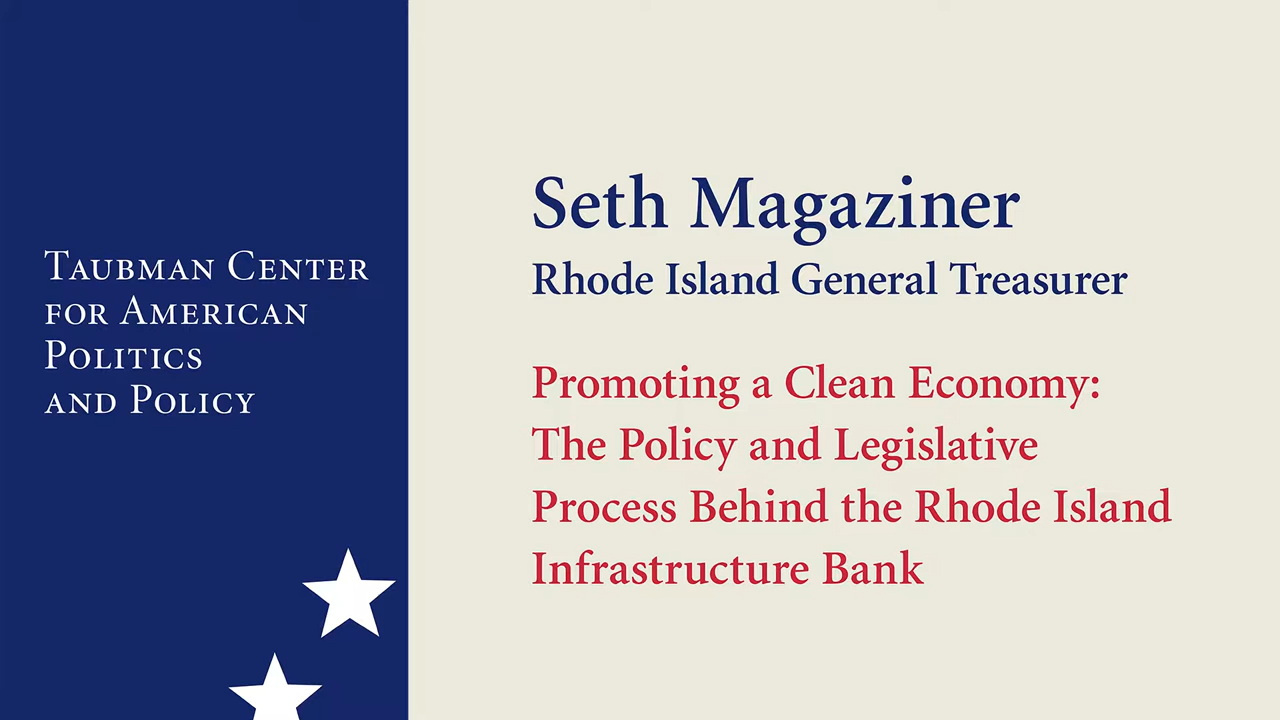 Taubman Center
for American
Politics
and Policy
Seth Magaziner
Rhode Island General Treasurer
Promoting a Clean Economy:
The Policy and Legislative
Process Behind the Rhode Island
Infrastructure Bank